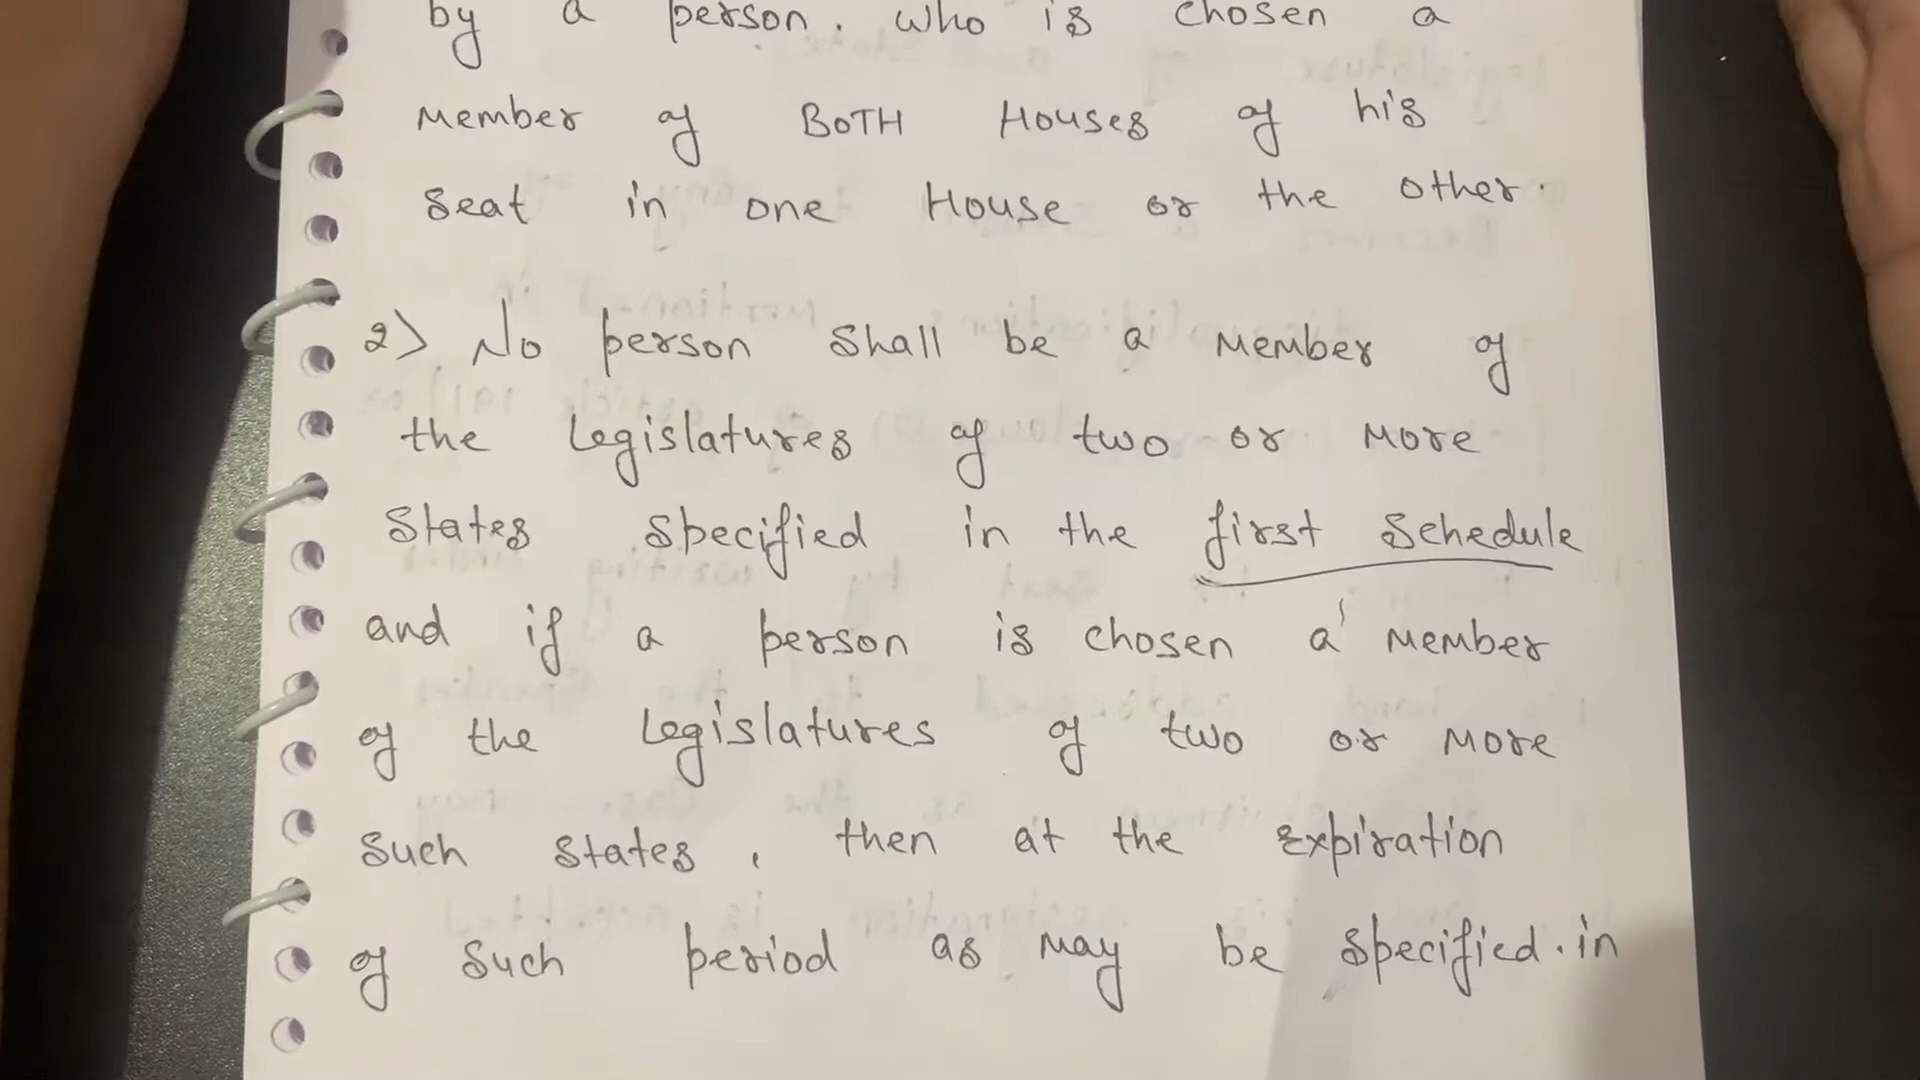 by a person. who is chosen a
Member of BOTH Houses of his
seat in one House or the other.
2) No person shall be a Member of
the Legislatures of two or More
States specified in the first schedule
and if a person is chosen a Member
of the Legislatures of two or More
such states, then at the Expiration
of such period as may be specified.in